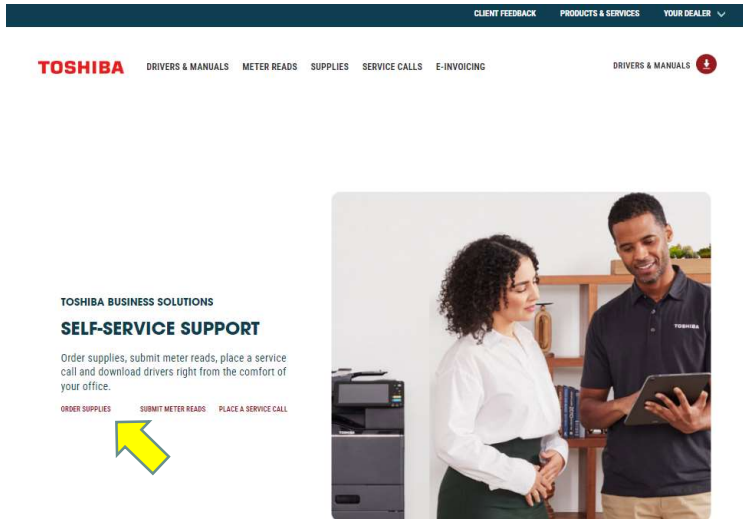 CLIENT FEEDBACK PRODUCTS & SERVICES YOUR DEALER
TOSHIBA DRIVERS & MANUALS METER READS SUPPLIES SERVICE CALLS E-INVOICING DRIVERS & MANUALS
TOSHIBA BUSINESS SOLUTIONS
SELF-SERVICE SUPPORT
Order supplies, submit meter reads, place a service
call and download drivers right from the comfort of
your office.
ORDER SUPPLIES SUBMIT METER READS PLACE A SERVICE CALL
TOSHIBA